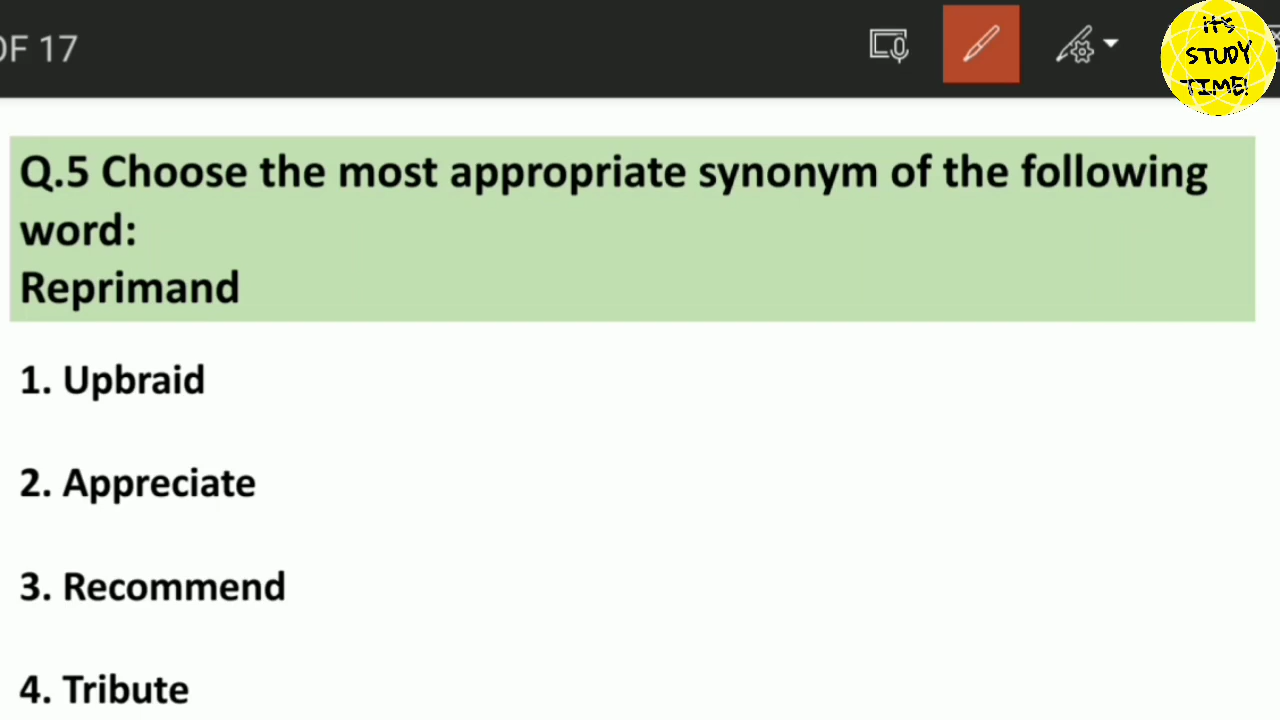 OF 17
iT's
STUDY
TIME!
Q.5 Choose the most appropriate synonym of the following
word:
Reprimand
1. Upbraid
2. Appreciate
3. Recommend
4. Tribute